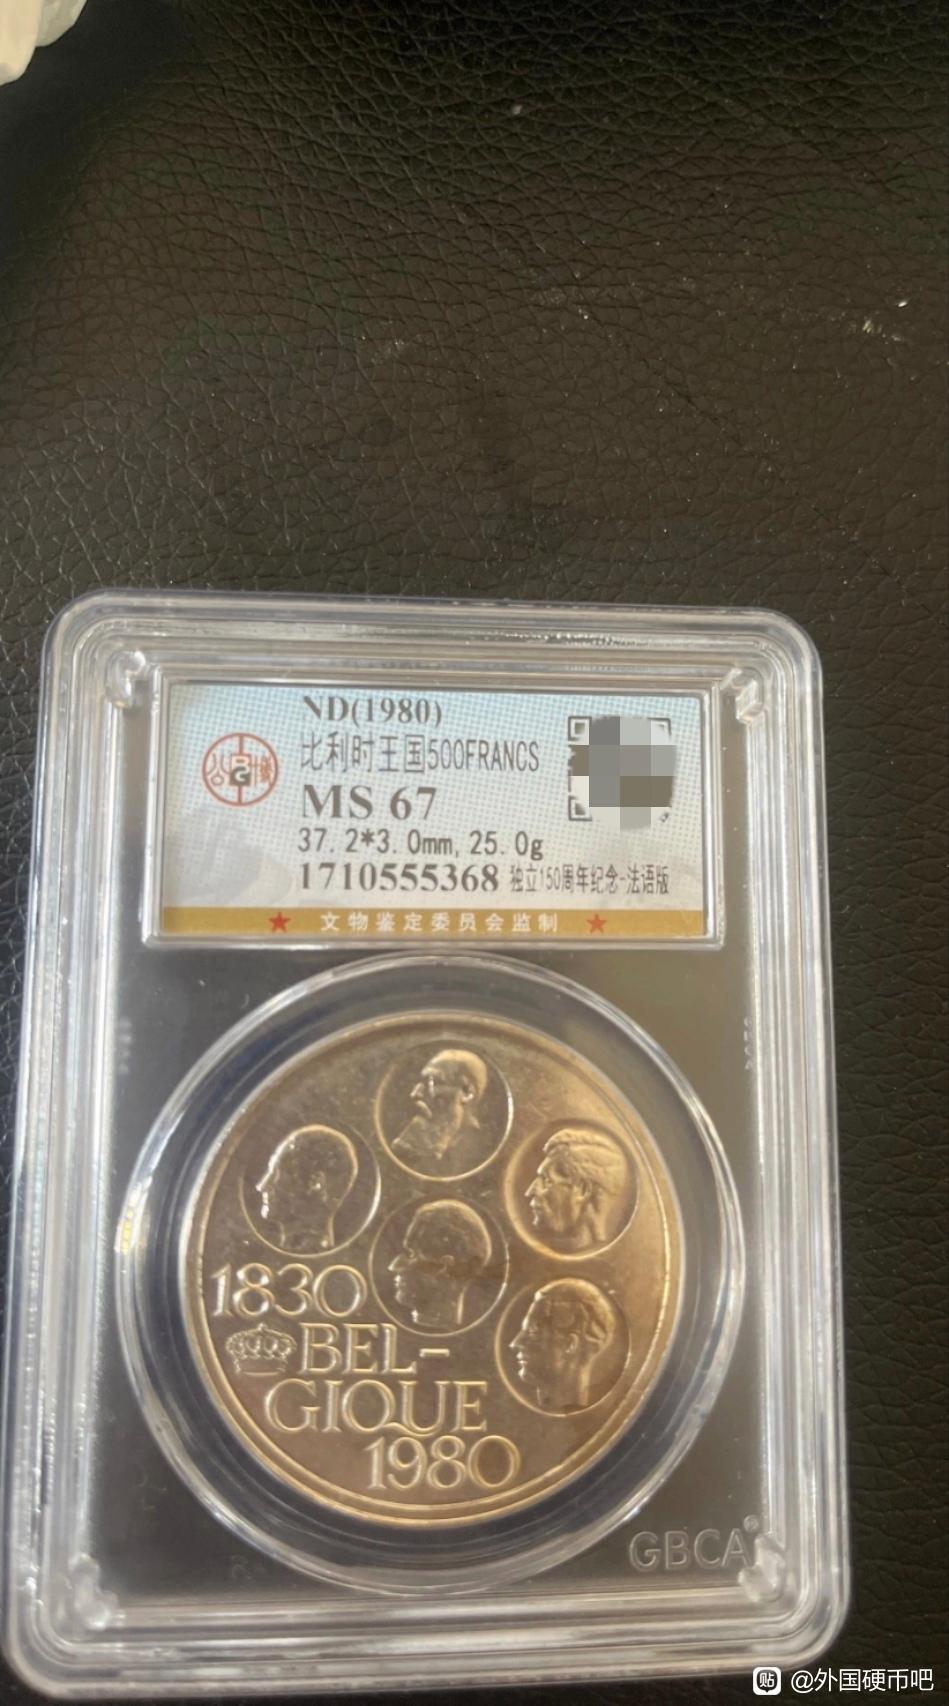 ND(1980)
比利时王国500FRANCS
MS 67
37.2*3.0mm, 25.0g
1710555368 独立150周年纪念-法语版
★ 文物鉴定委员会监制 ★
1830
BEL-
GIQUE
1980
GBCA®
贴 @外国硬币吧